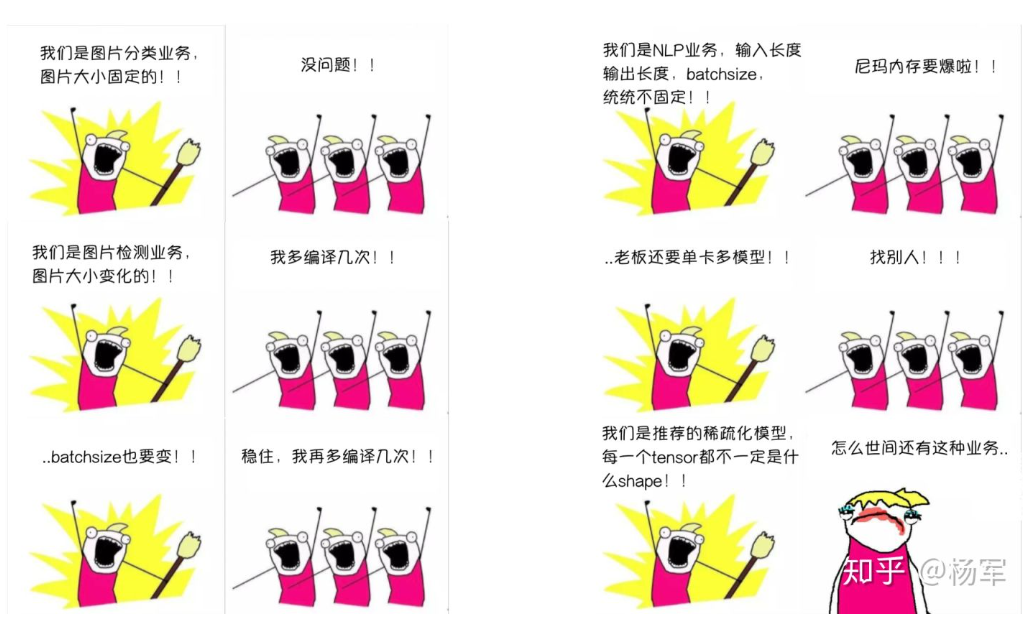 我们是图片分类业务，
图片大小固定的！！
没问题！！
我们是图片检测业务，
图片大小变化的！！
我多编译几次！！
..batchsize也要变！！
稳住，我再多编译几次！！
我们是NLP业务，输入长度
输出长度，batchsize，
统统不固定！！
尼玛内存要爆啦！！
..老板还要单卡多模型！！
找别人！！！
我们是推荐的稀疏化模型，
每一个tensor都不一定是什
么shape！！
怎么世间还有这种业务..
知乎 @杨军